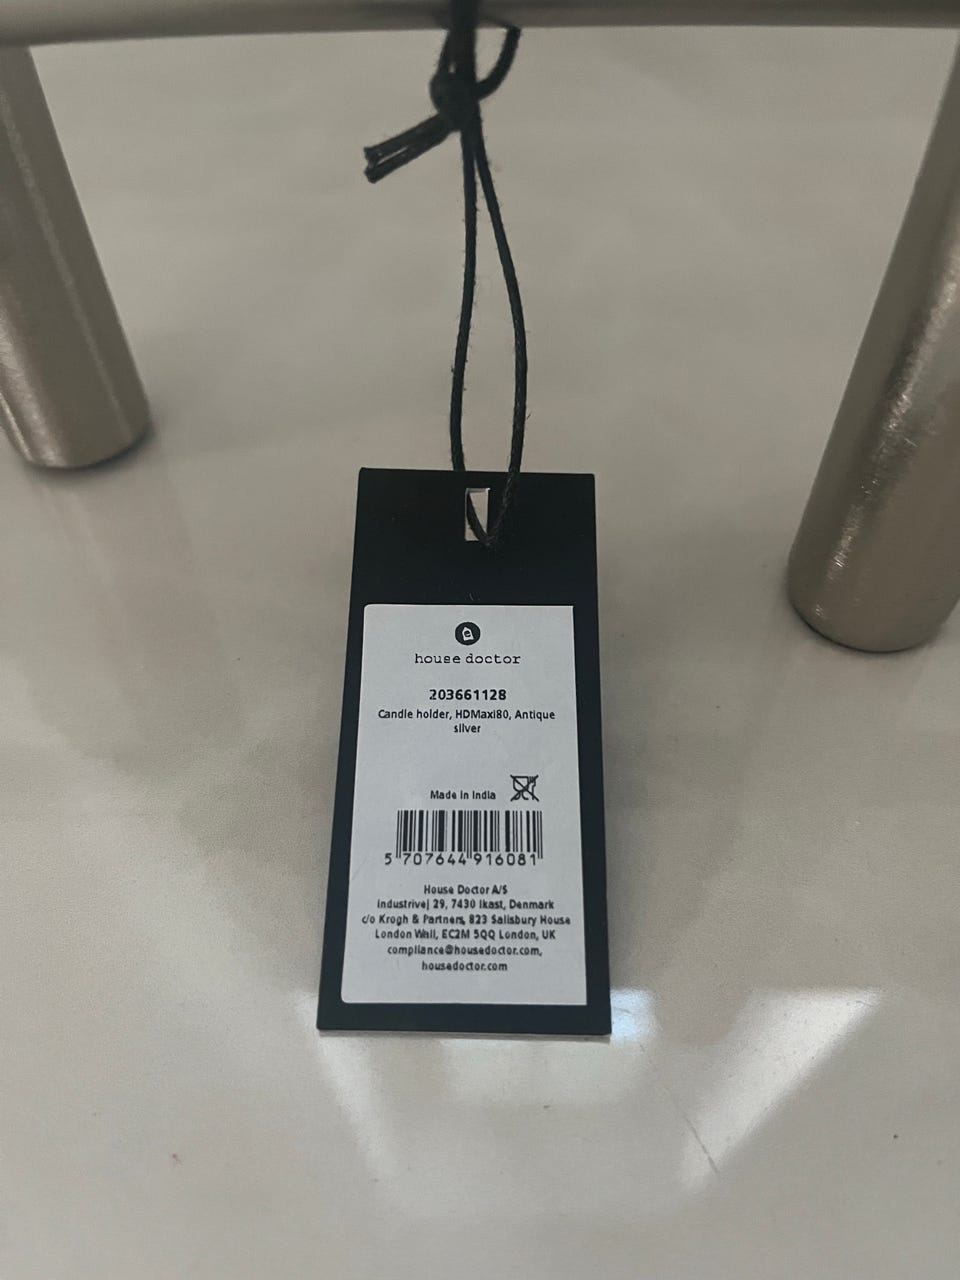 house doctor
203661128
Candle holder, HDMaxi80, Antique
silver
Made in India
5 707644 916081
House Doctor A/S
Industrivej 29, 7430 Ikast, Denmark
c/o Krogh & Partners, 823 Salisbury House
London Wall, EC2M 5QQ London, UK
compliance@housedoctor.com,
housedoctor.com